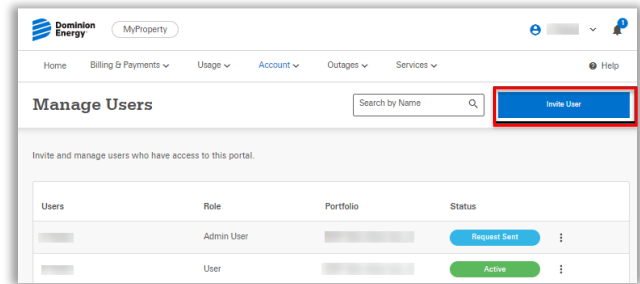 Dominion Energy MyProperty 1
Home Billing & Payments Usage Account Outages Services Help
Manage Users Search by Name Invite User
Invite and manage users who have access to this portal.
Users Role Portfolio Status
Admin User Request Sent
User Active